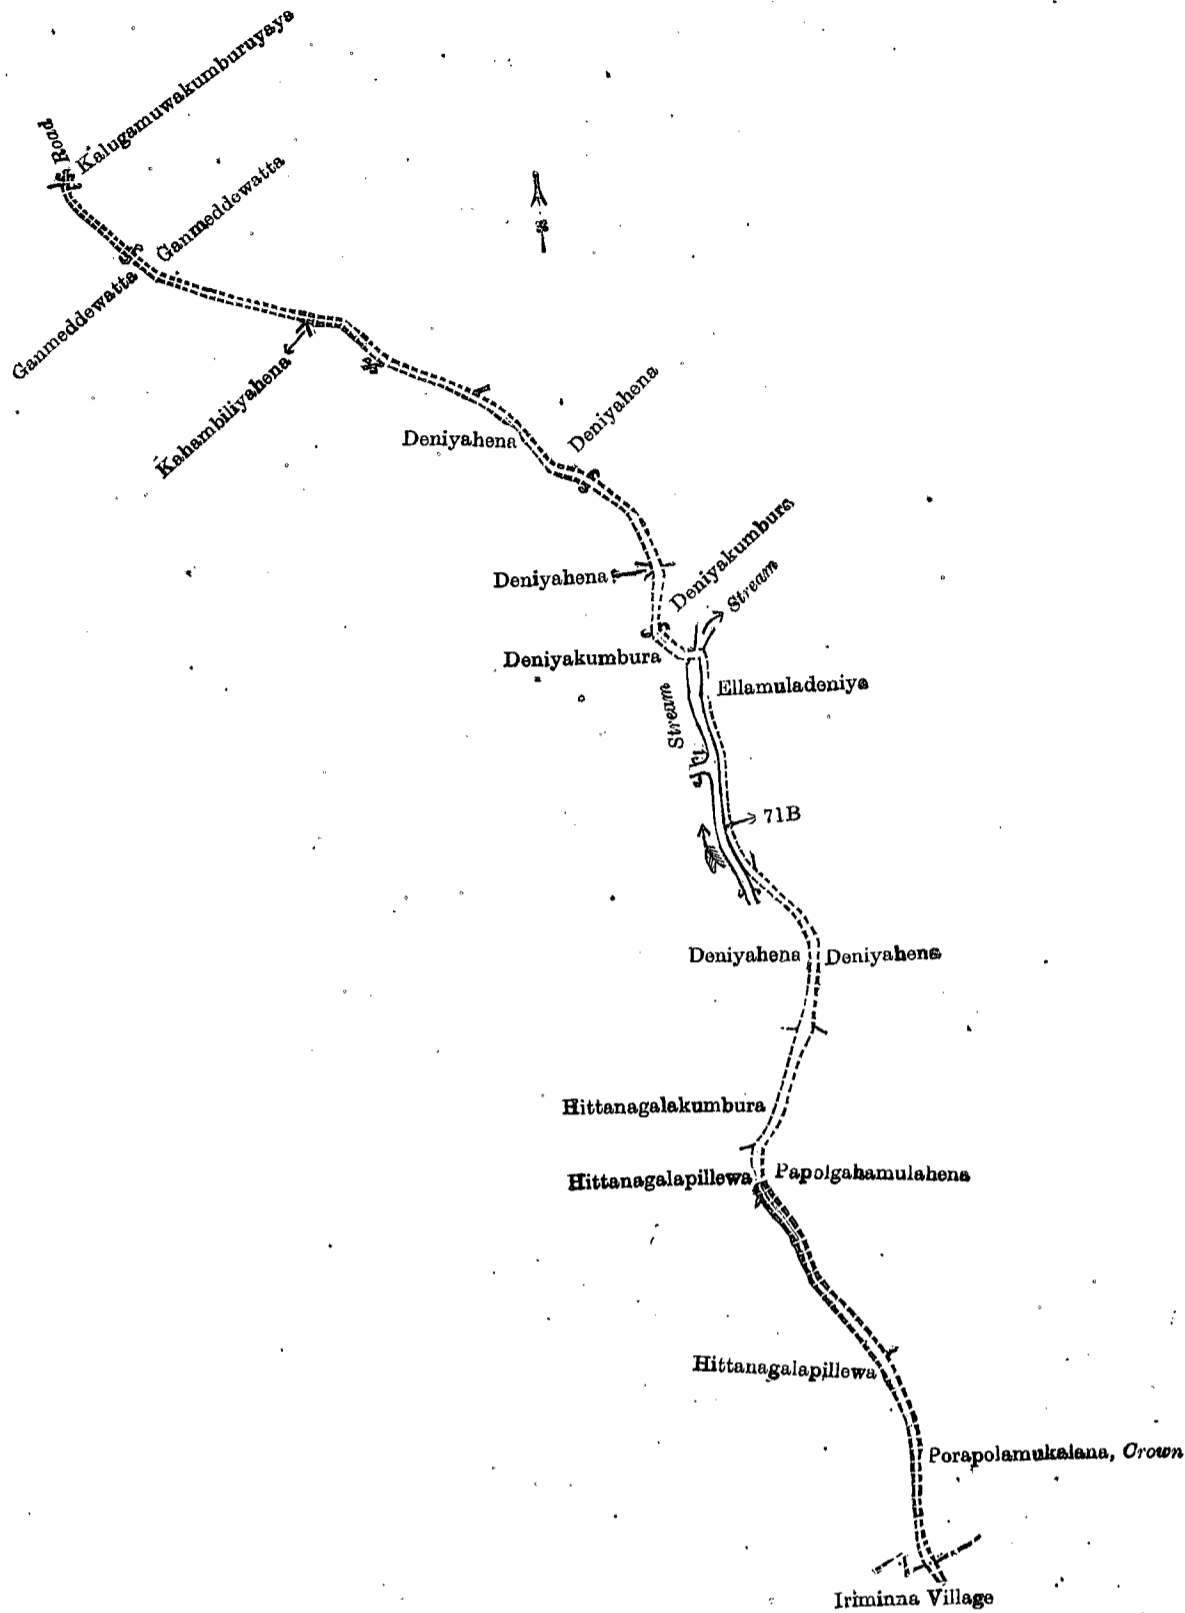 Kalugamuwakumburuyaya
Road
Ganmeddewatta
Ganmeddewatta
Kahambiliyahena
Deniyahena
Deniyahena
Deniyakumbura
Stream
Deniyahena
Deniyakumbura
Ellamuladeniya
Stream
71B
Deniyahena
Deniyahena
Hittanagalakumbura
Hittanagalapillewa
Papolgahamulahena
Hittanagalapillewa
Porapolamukalana, Crown
Iriminna Village